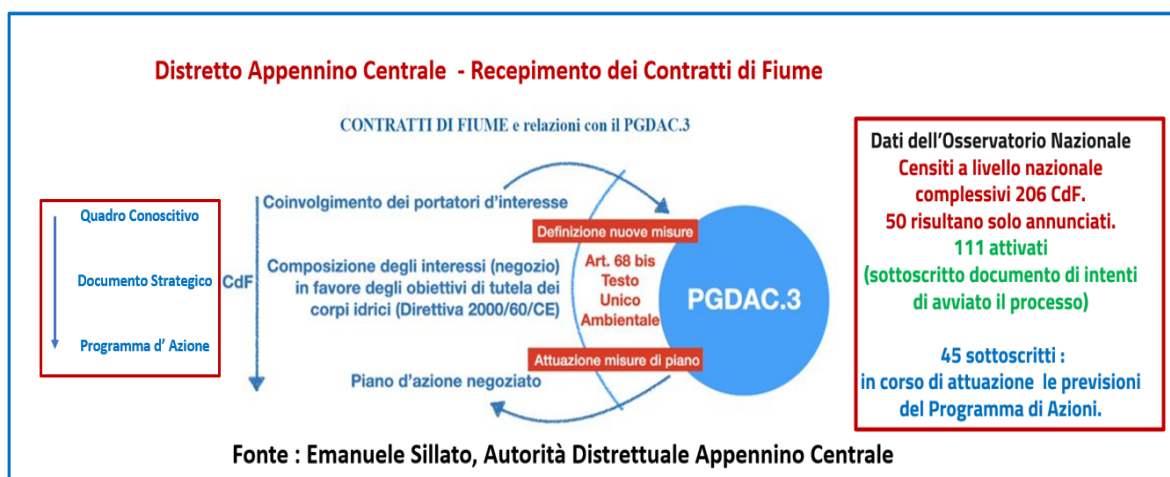 Distretto Appennino Centrale - Recepimento dei Contratti di Fiume
CONTRATTI DI FIUME e relazioni con il PGDAC.3
Quadro Conoscitivo
Documento Strategico
Programma d' Azione
CdF
Coinvolgimento dei portatori d'interesse
Composizione degli interessi (negozio)
in favore degli obiettivi di tutela dei
corpi idrici (Direttiva 2000/60/CE)
Piano d'azione negoziato
Definizione nuove misure
Art. 68 bis
Testo
Unico
Ambientale
Attuazione misure di piano
PGDAC.3
Dati dell'Osservatorio Nazionale
Censiti a livello nazionale
complessivi 206 CdF.
50 risultano solo annunciati.
111 attivati
(sottoscritto documento di intenti
di avviato il processo)
45 sottoscritti :
in corso di attuazione le previsioni
del Programma di Azioni.
Fonte : Emanuele Sillato, Autorità Distrettuale Appennino Centrale